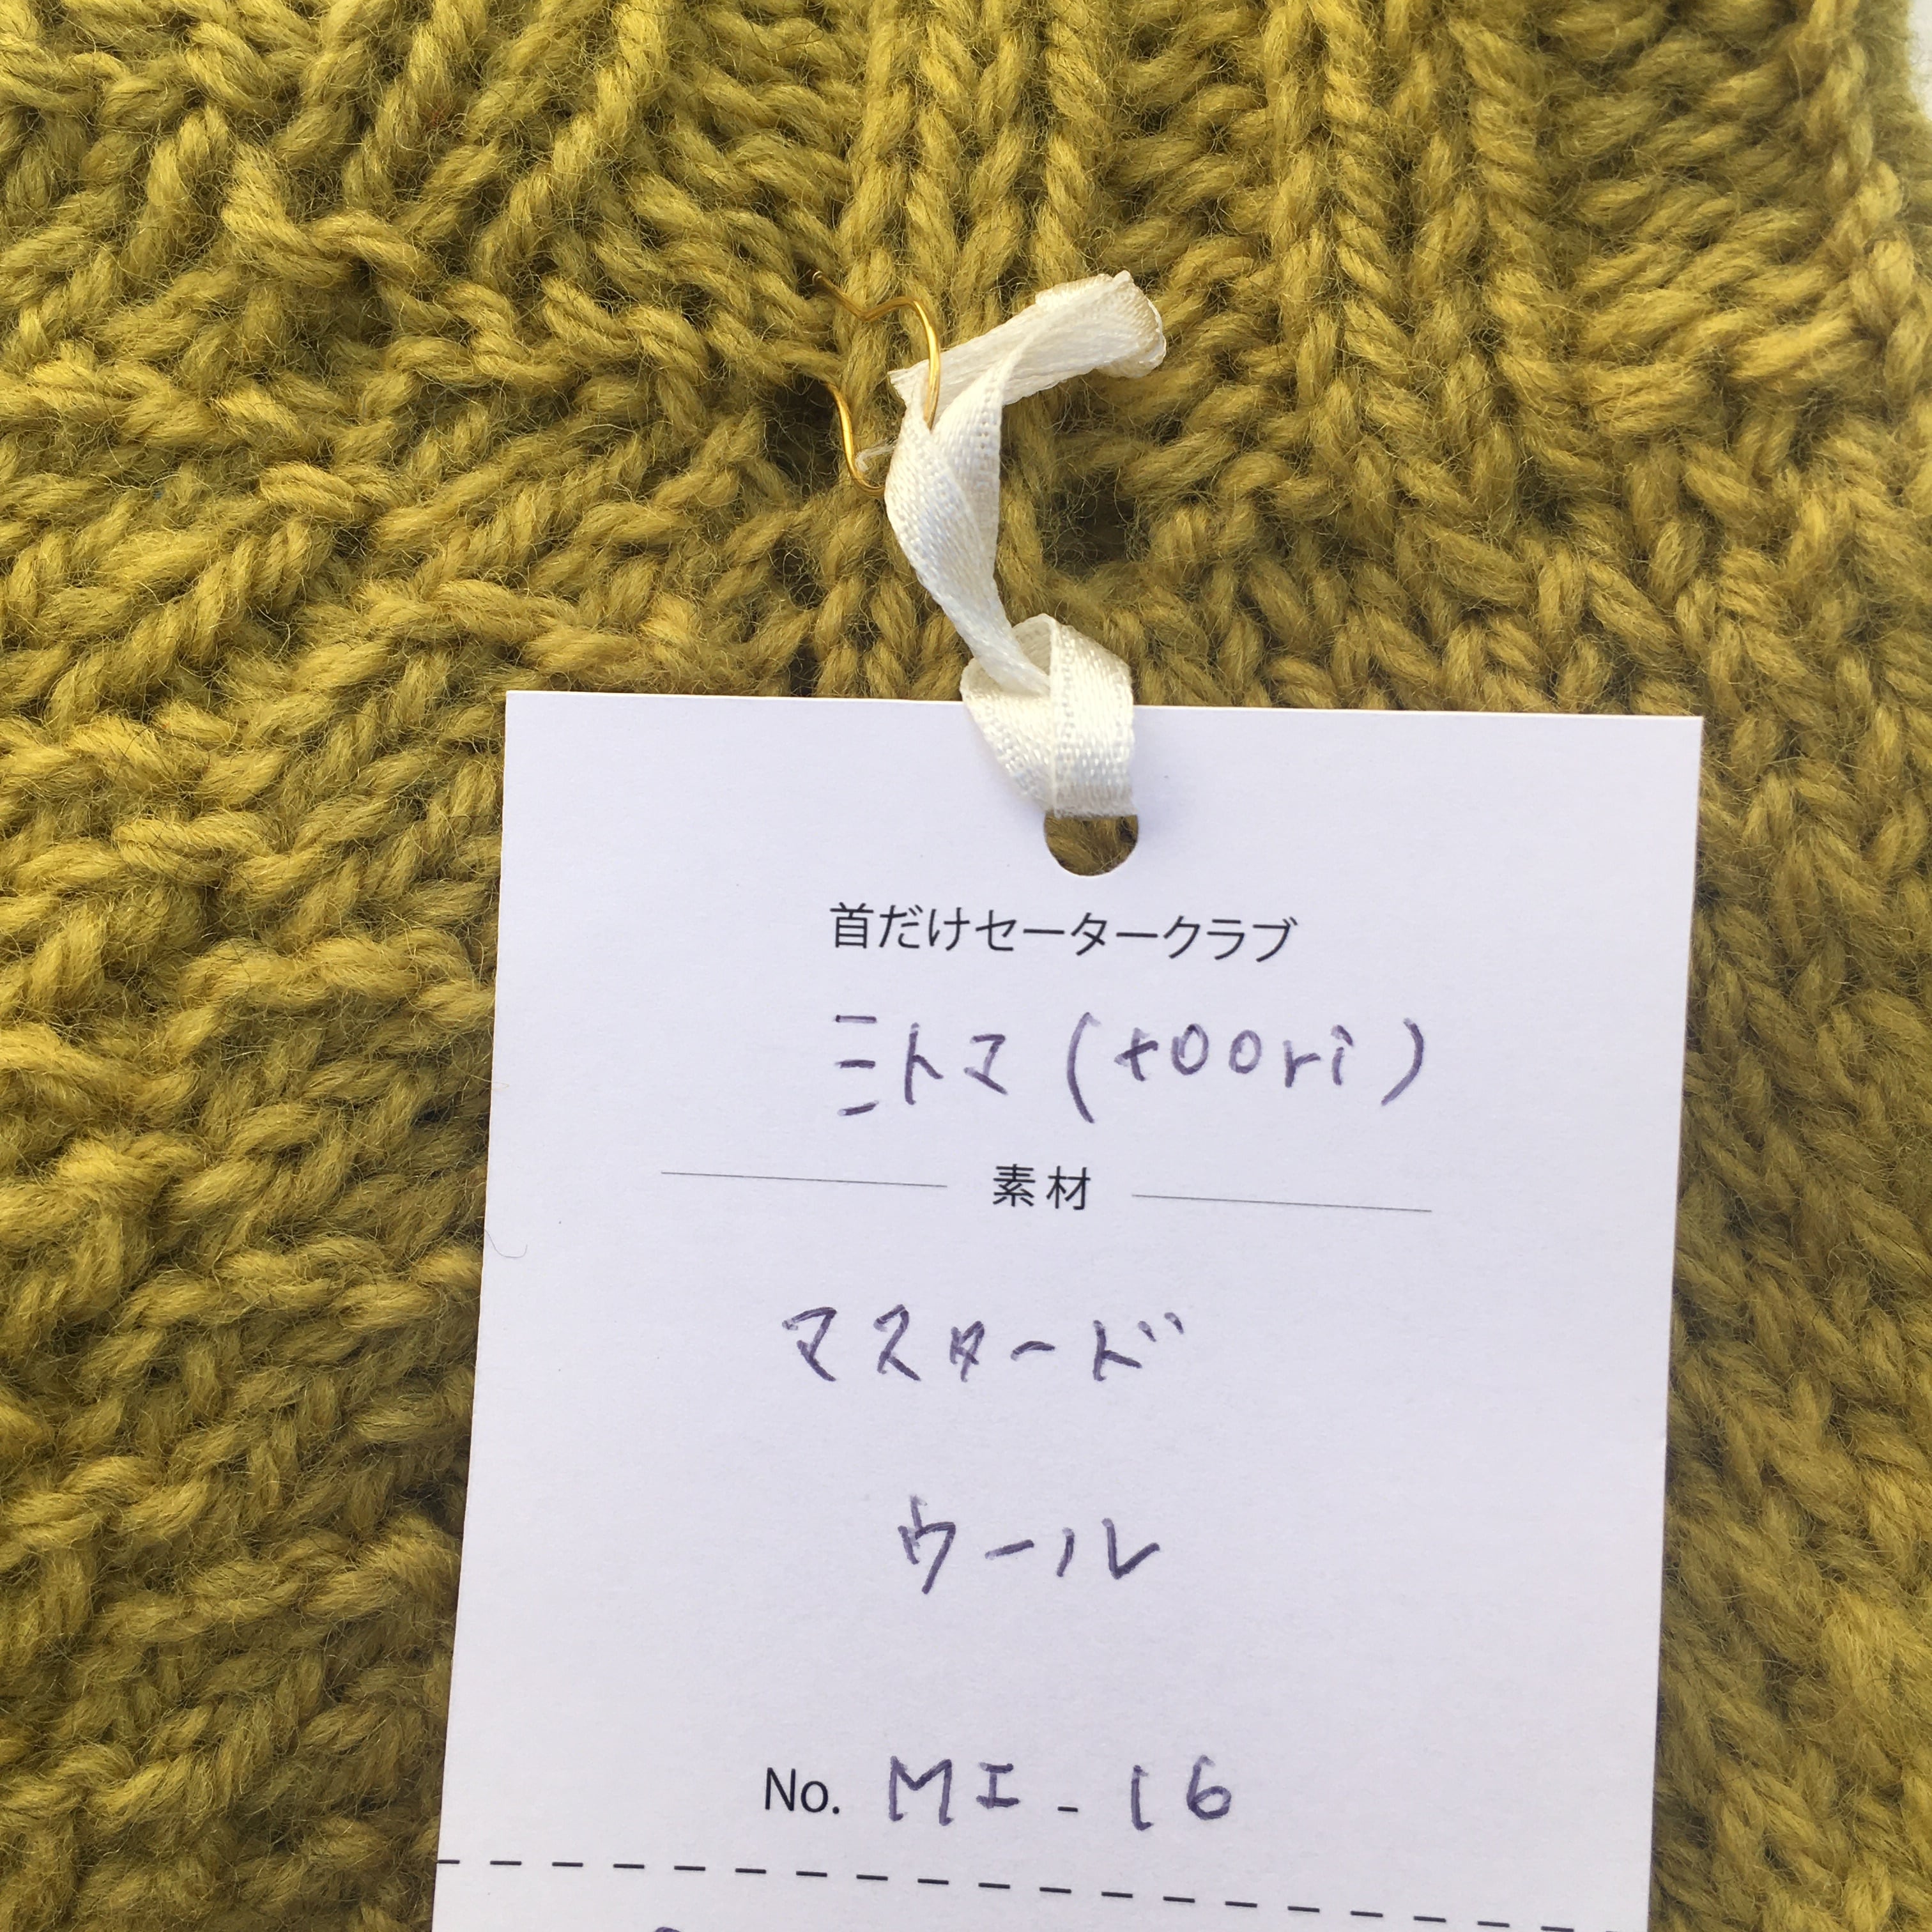 首だけセータークラブ
ミトマ (toori)
素材
マスタード
ウール
No. MI-16